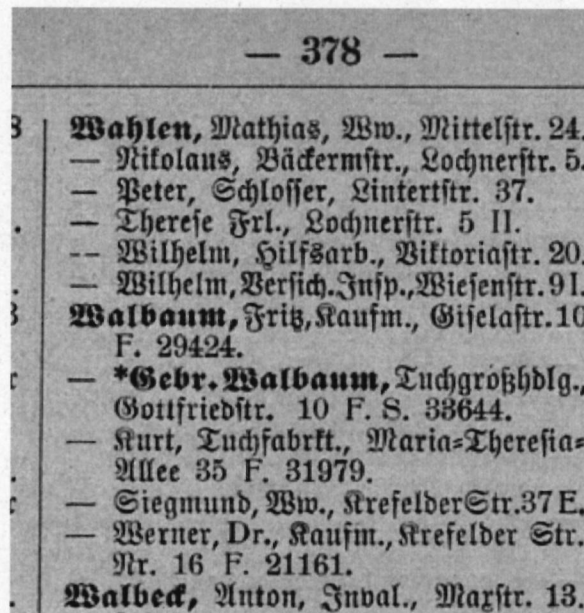 — 378 —
Wahlen, Mathias, Ww., Mittelstr. 24.
— Nikolaus, Bäckermstr., Lochnerstr. 5.
— Peter, Schlosser, Lintertstr. 37.
— Therese Frl., Lochnerstr. 5 II.
-- Wilhelm, Hilfsarb., Viktoriastr. 20.
— Wilhelm, Versich.Insp., Wiesenstr. 9 I.
Walbaum, Fritz, Kaufm., Giselastr. 10
F. 29424.
— *Gebr. Walbaum, Tuchgroßhdlg.,
Gottfriedstr. 10 F. S. 33644.
— Kurt, Tuchfabrkt., Maria-Theresia-
Allee 35 F. 31979.
— Siegmund, Ww., Krefelder Str. 37 E.
— Werner, Dr., Kaufm., Krefelder Str.
Nr. 16 F. 21161.
Walbeck, Anton, Inval., Maxstr. 13